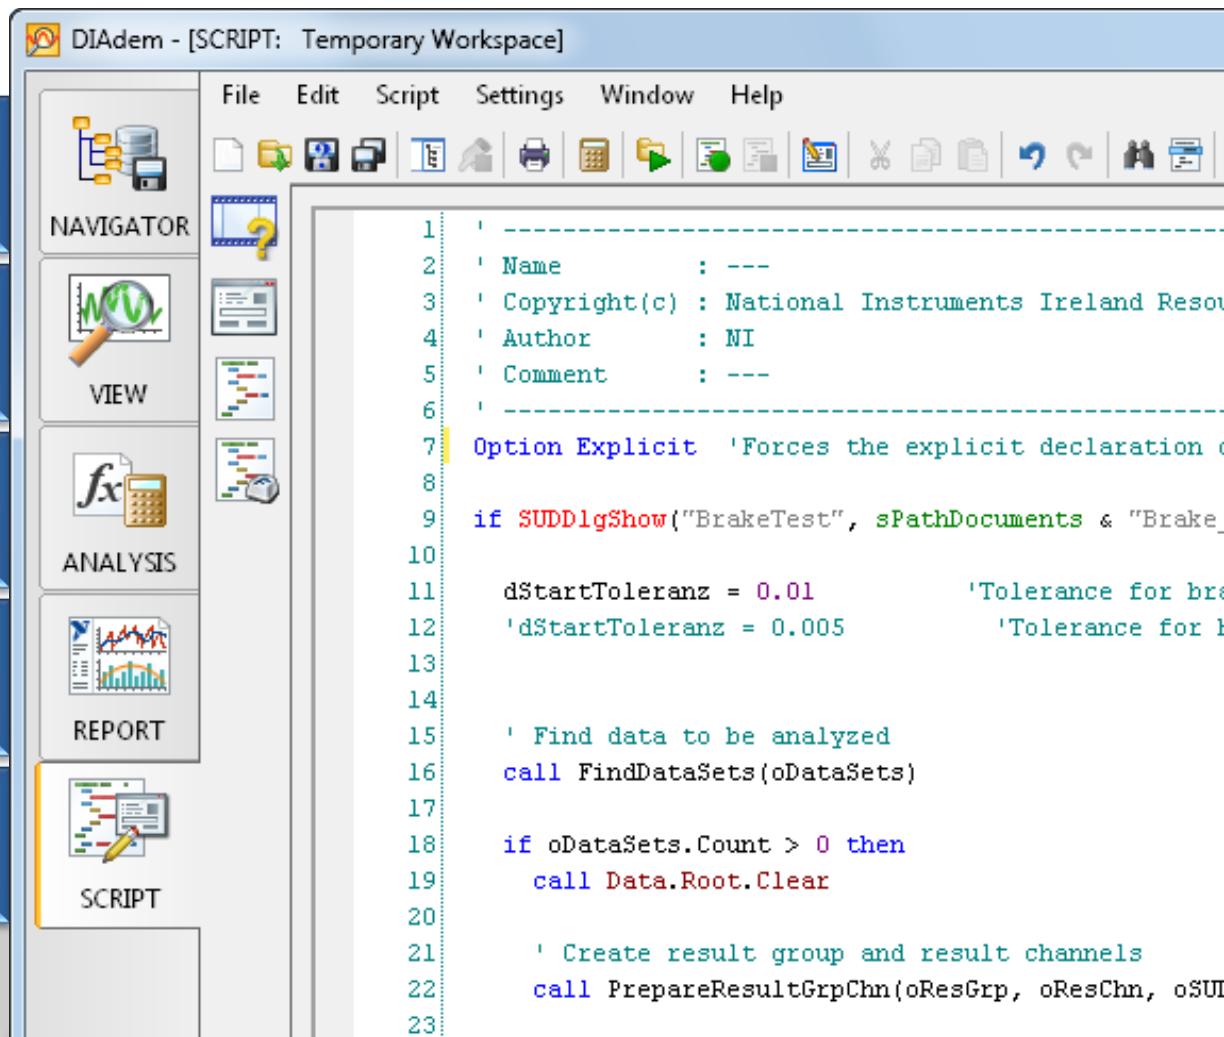 DIAdem - [SCRIPT:   Temporary Workspace]
File Edit Script Settings Window Help
NAVIGATOR
VIEW
ANALYSIS
REPORT
SCRIPT
1 ' -------------------------------------------------
2 ' Name         : ---
3 ' Copyright(c) : National Instruments Ireland
4 ' Author       : NI
5 ' Comment      : ---
6 ' -------------------------------------------------
7 Option Explicit  'Forces the explicit declaration
8
9 if SUDDlgShow("BrakeTest", sPathDocuments & "Brake_
10
11   dStartToleranz = 0.01          'Tolerance for
12   'dStartToleranz = 0.005          'Tolerance for
13
14
15   ' Find data to be analyzed
16   call FindDataSets(oDataSets)
17
18   if oDataSets.Count > 0 then
19     call Data.Root.Clear
20
21     ' Create result group and result channels
22     call PrepareResultGrpChn(oResGrp, oResChn,
23